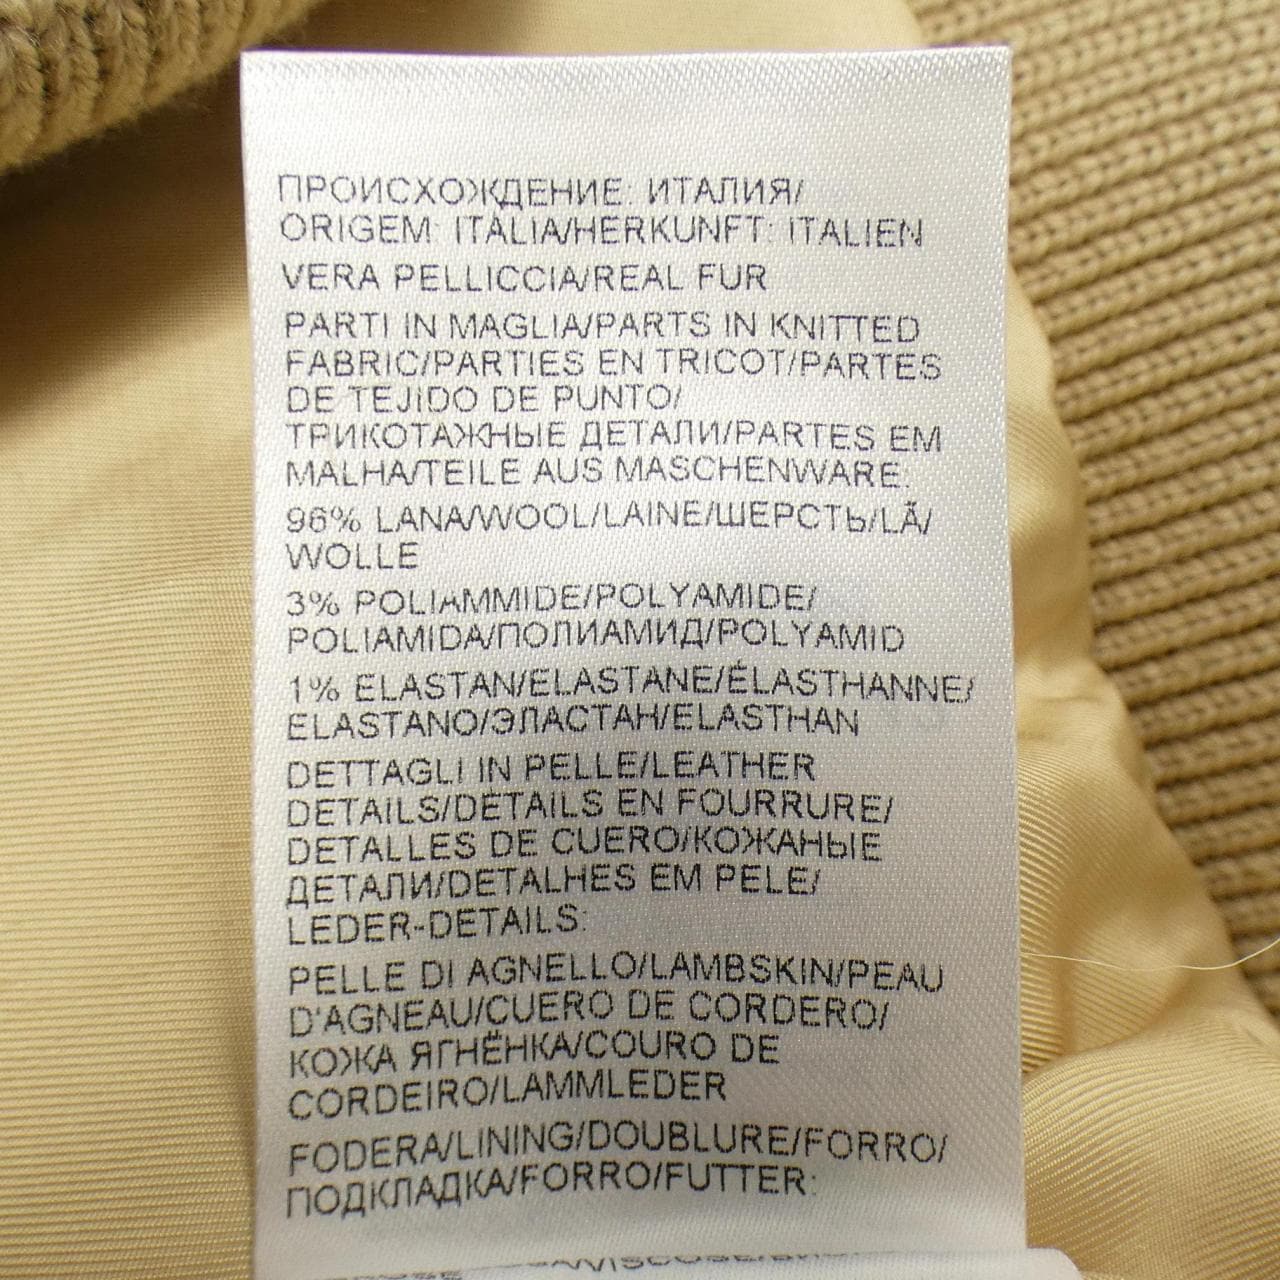 ПРОИСХОЖДЕНИЕ: ИТАЛИЯ/
ORIGEM: ITALIA/HERKUNFT: ITALIEN
VERA PELLICCIA/REAL FUR
PARTI IN MAGLIA/PARTS IN KNITTED
FABRIC/PARTIES EN TRICOT/PARTES
DE TEJIDO DE PUNTO/
ТРИКОТАЖНЫЕ ДЕТАЛИ/PARTES EM
MALHA/TEILE AUS MASCHENWARE:
96% LANA/WOOL/LAINE/ШЕРСТЬ/LÃ/
WOLLE
3% POLIAMMIDE/POLYAMIDE/
POLIAMIDA/ПОЛИАМИД/POLYAMID
1% ELASTAN/ELASTANE/ÉLASTHANNE/
ELASTANO/ЭЛАСТАН/ELASTHAN
DETTAGLI IN PELLE/LEATHER
DETAILS/DÉTAILS EN FOURRURE/
DETALLES DE CUERO/КОЖАНЫЕ
ДЕТАЛИ/DETALHES EM PELE/
LEDER-DETAILS:
PELLE DI AGNELLO/LAMBSKIN/PEAU
D'AGNEAU/CUERO DE CORDERO/
КОЖА ЯГНЁНКА/COURO DE
CORDEIRO/LAMMLEDER
FODERA/LINING/DOUBLURE/FORRO/
ПОДКЛАДКА/FORRO/FUTTER: